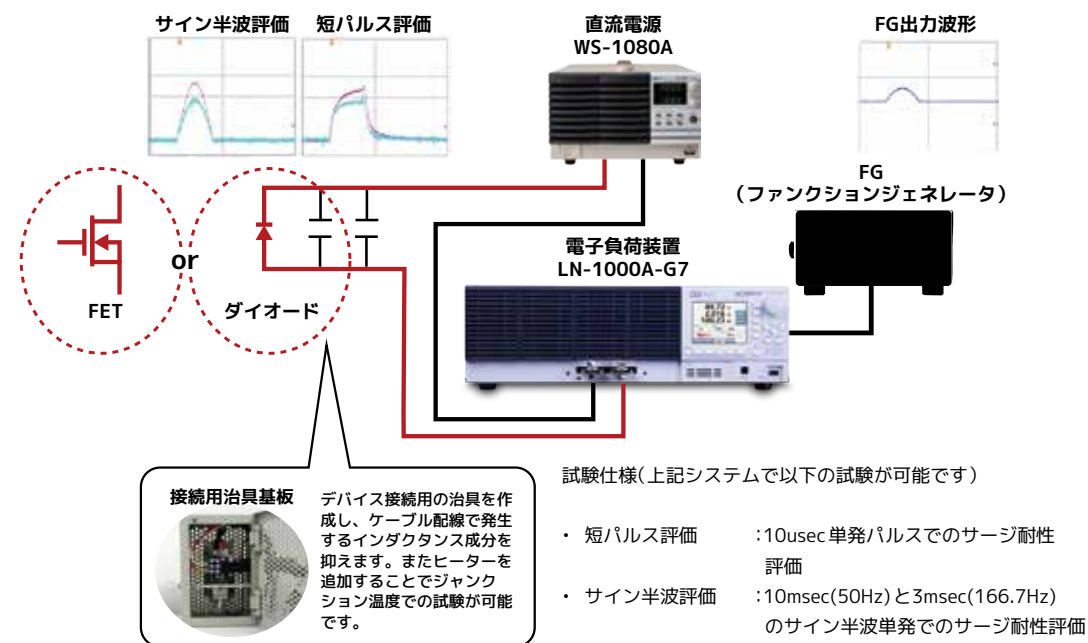 サイン半波評価
短パルス評価
直流電源
WS-1080A
FG出力波形
FG
（ファンクションジェネレータ）
電子負荷装置
LN-1000A-G7
or
FET
ダイオード
接続用治具基板
デバイス接続用の治具を作
成し、ケーブル配線で発生
するインダクタンス成分を
抑えます。またヒーターを
追加することでジャンク
ション温度での試験が可能
です。
試験仕様（上記システムで以下の試験が可能です）
・ 短パルス評価 ：10usec単発パルスでのサージ耐性
評価
・ サイン半波評価 ：10msec(50Hz)と3msec(166.7Hz)
のサイン半波単発でのサージ耐性評価